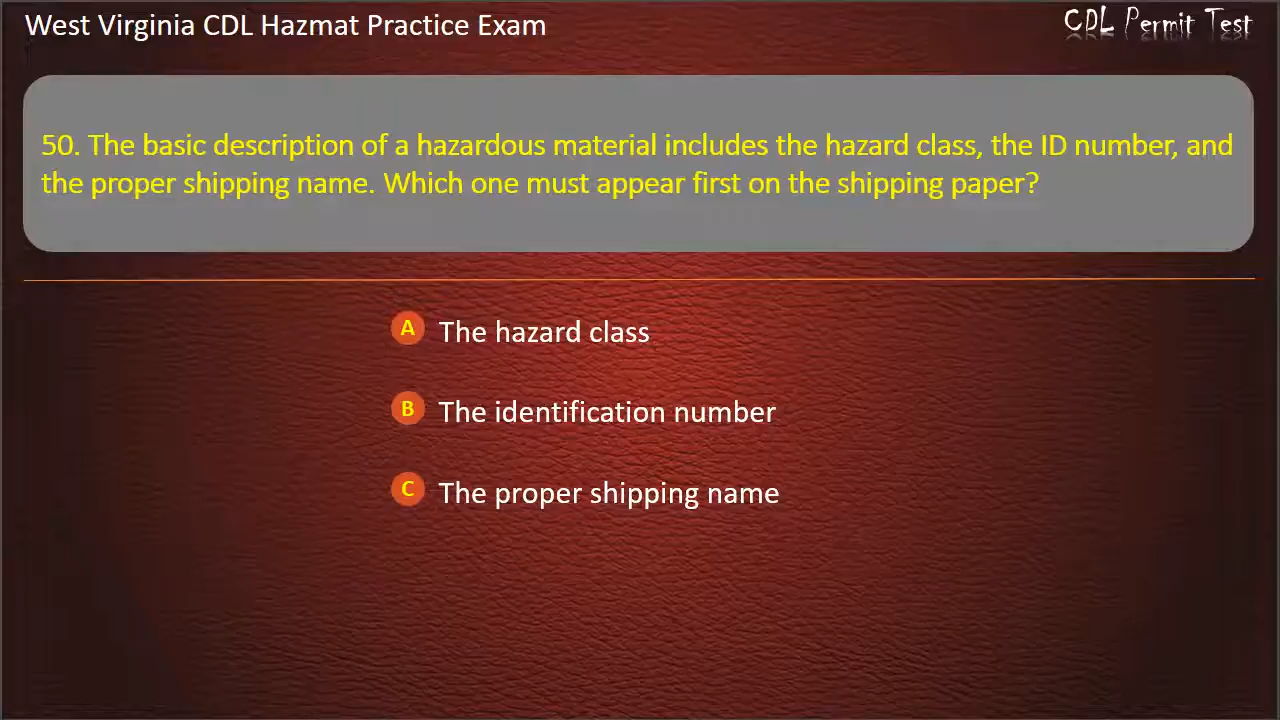 West Virginia CDL Hazmat Practice Exam
CDL Permit Test
50. The basic description of a hazardous material includes the hazard class, the ID number, and
the proper shipping name. Which one must appear first on the shipping paper?
A The hazard class
B The identification number
C The proper shipping name